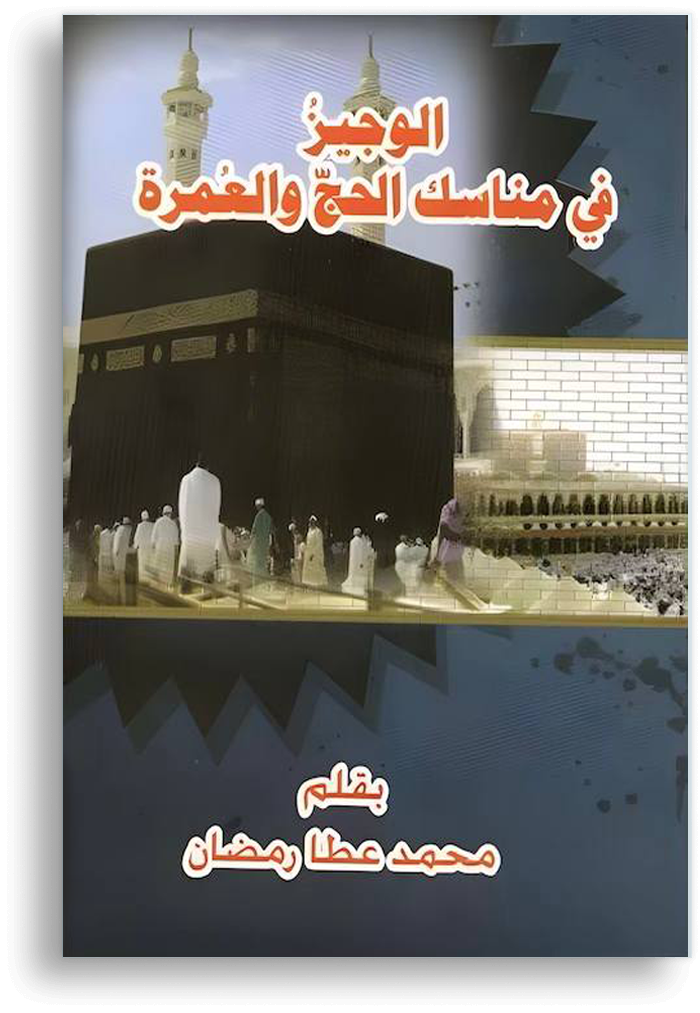 الوجيزُ
في مناسك الحجّ والعُمرة
بقلم
محمد عطا رمضان